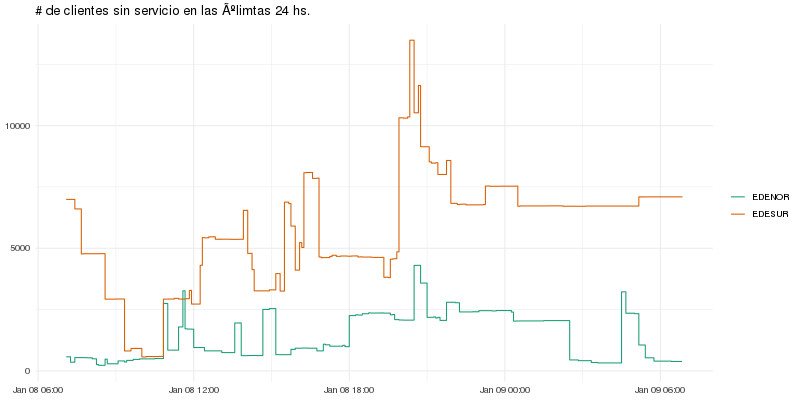 # de clientes sin servicio en las Ãºlimtas 24 hs.
10000
5000
0
Jan 08 06:00
Jan 08 12:00
Jan 08 18:00
Jan 09 00:00
Jan 09 06:00
EDENOR
EDESUR